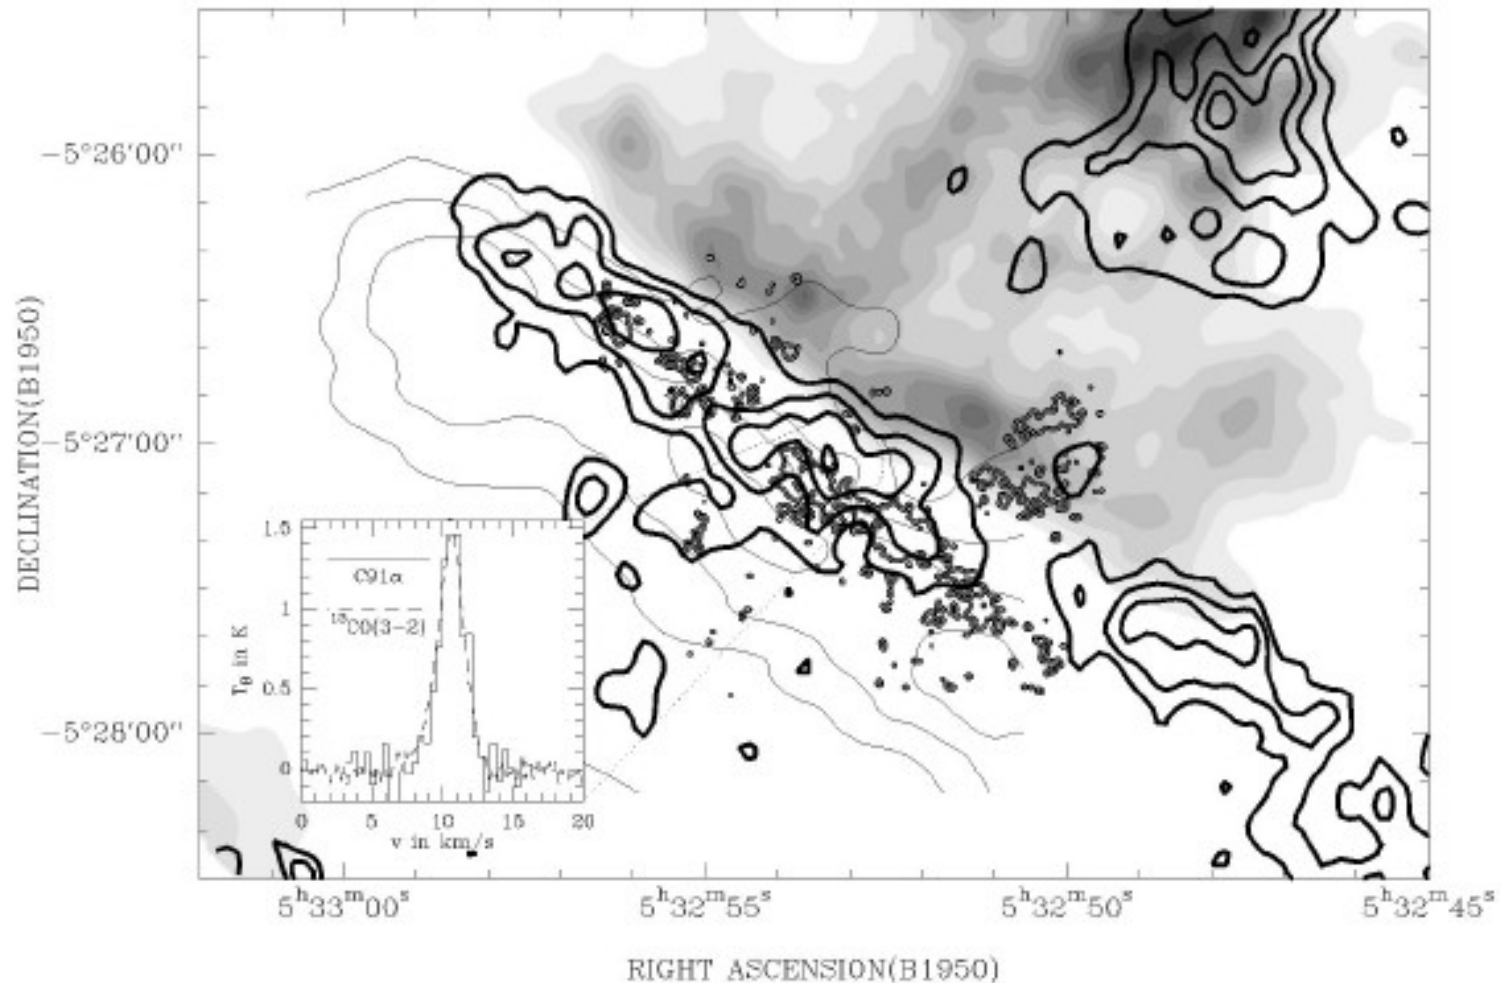 DECLINATION(B1950)
−5°26′00″
−5°27′00″
−5°28′00″
1.5
1
0.5
0
T_B in K
C91α
¹⁸CO(3−2)
0 5 10 15 20
v in km/s
5ʰ33ᵐ00ˢ 5ʰ32ᵐ55ˢ 5ʰ32ᵐ50ˢ 5ʰ32ᵐ45ˢ
RIGHT ASCENSION(B1950)